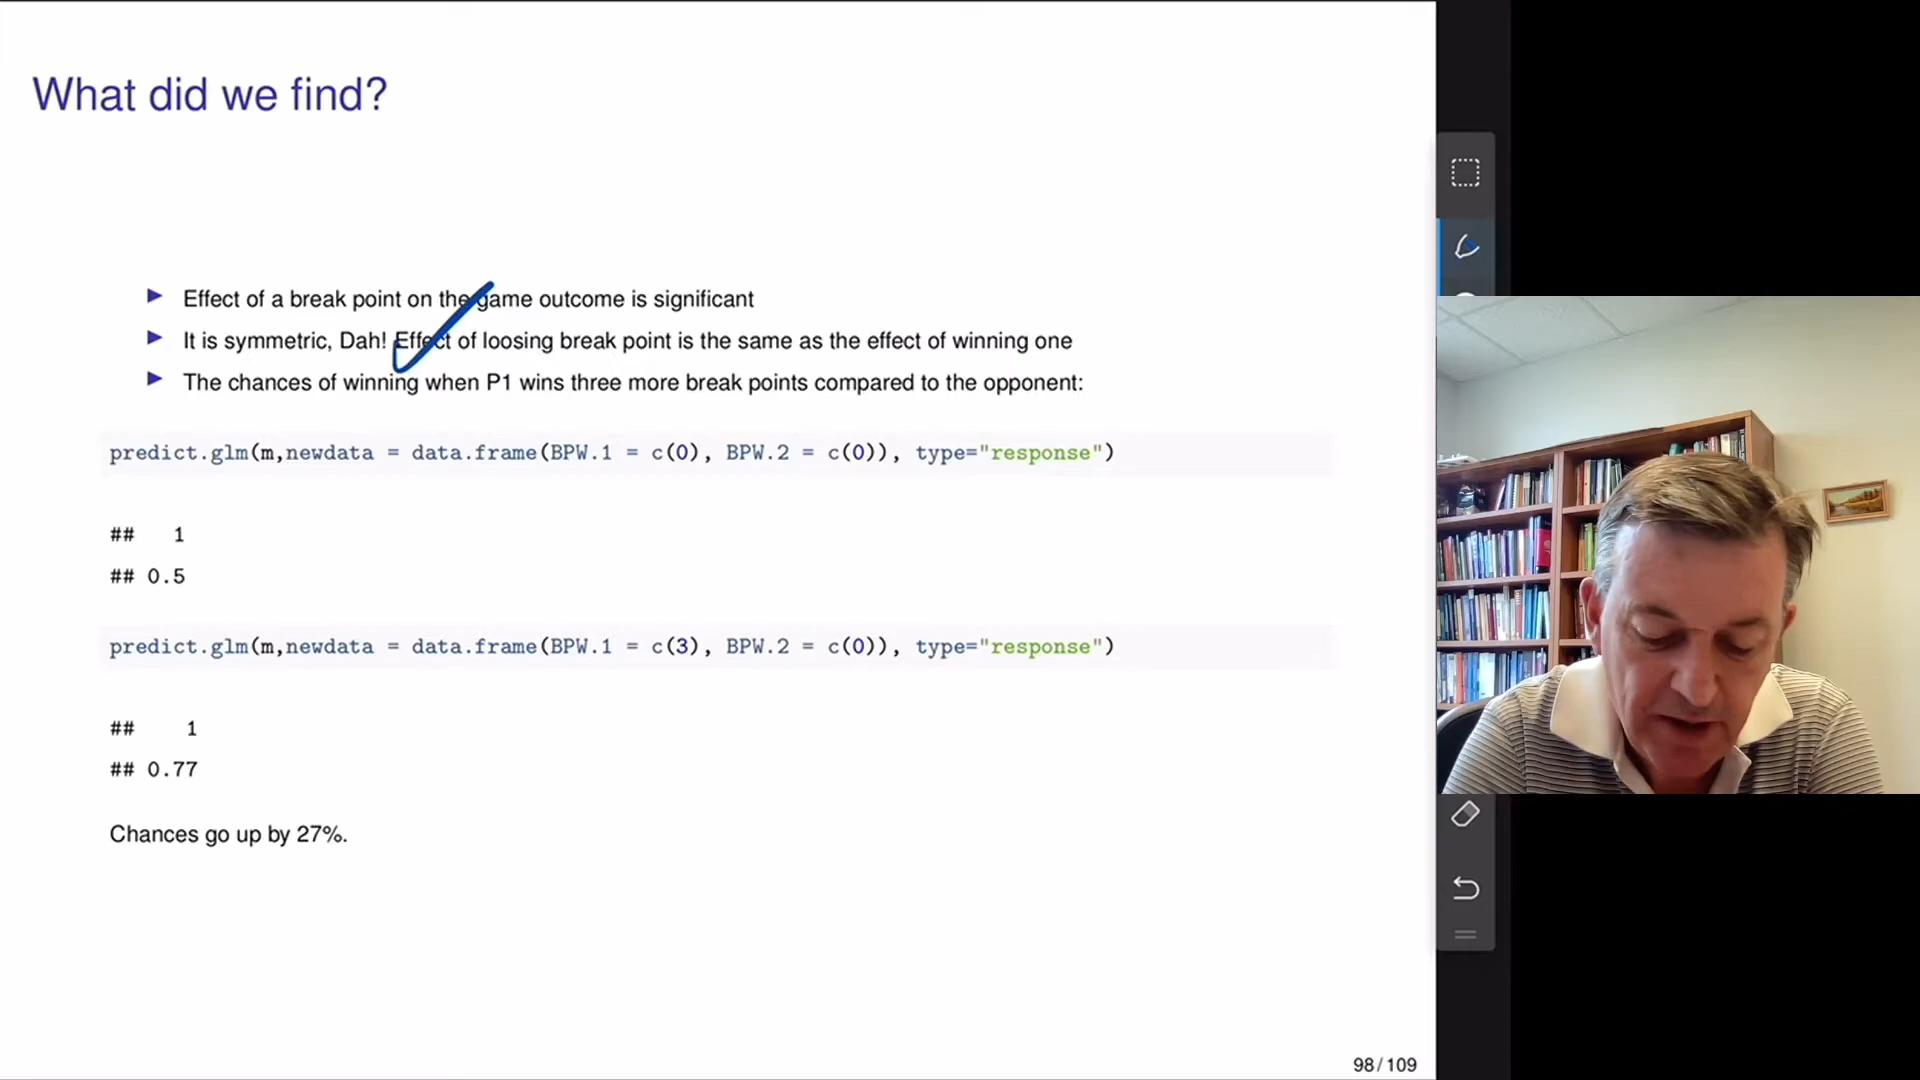 What did we find?
Effect of a break point on the game outcome is significant
It is symmetric, Dah! Effect of loosing break point is the same as the effect of winning one
The chances of winning when P1 wins three more break points compared to the opponent:
predict.glm(m,newdata = data.frame(BPW.1 = c(0), BPW.2 = c(0)), type="response")
## 1
## 0.5
predict.glm(m,newdata = data.frame(BPW.1 = c(3), BPW.2 = c(0)), type="response")
## 1
## 0.77
Chances go up by 27%.
98/109